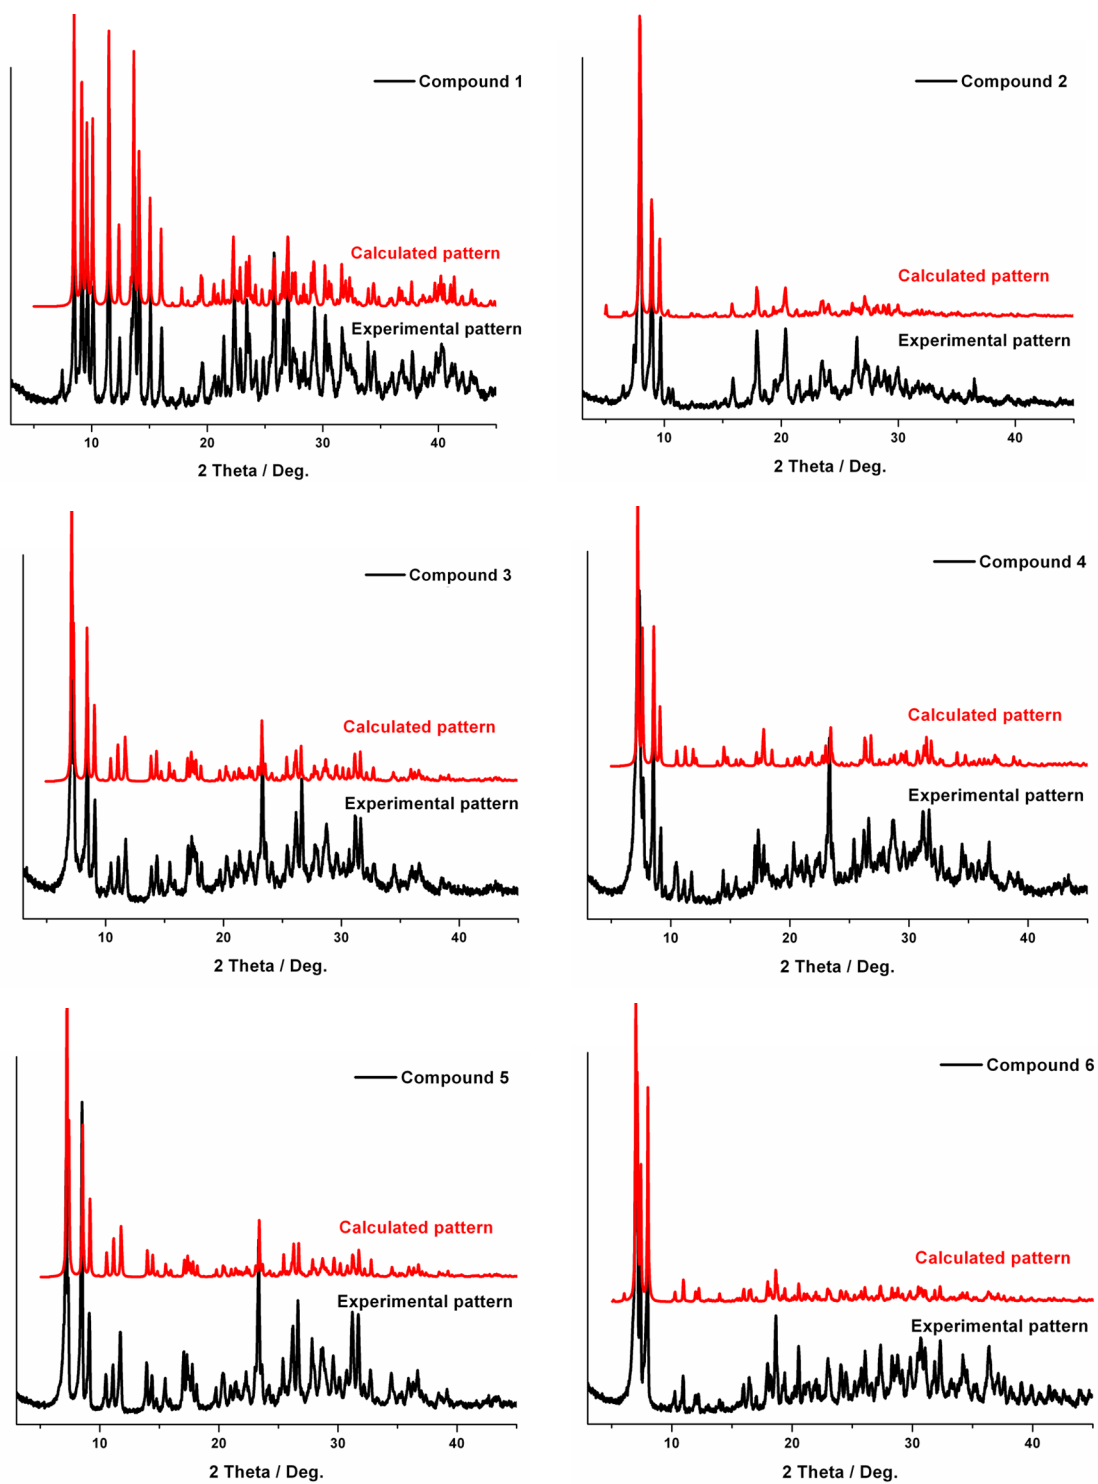 Compound 1
Calculated pattern
Experimental pattern
10 20 30 40
2 Theta / Deg.
Compound 2
Calculated pattern
Experimental pattern
10 20 30 40
2 Theta / Deg.
Compound 3
Calculated pattern
Experimental pattern
10 20 30 40
2 Theta / Deg.
Compound 4
Calculated pattern
Experimental pattern
10 20 30 40
2 Theta / Deg.
Compound 5
Calculated pattern
Experimental pattern
10 20 30 40
2 Theta / Deg.
Compound 6
Calculated pattern
Experimental pattern
10 20 30 40
2 Theta / Deg.